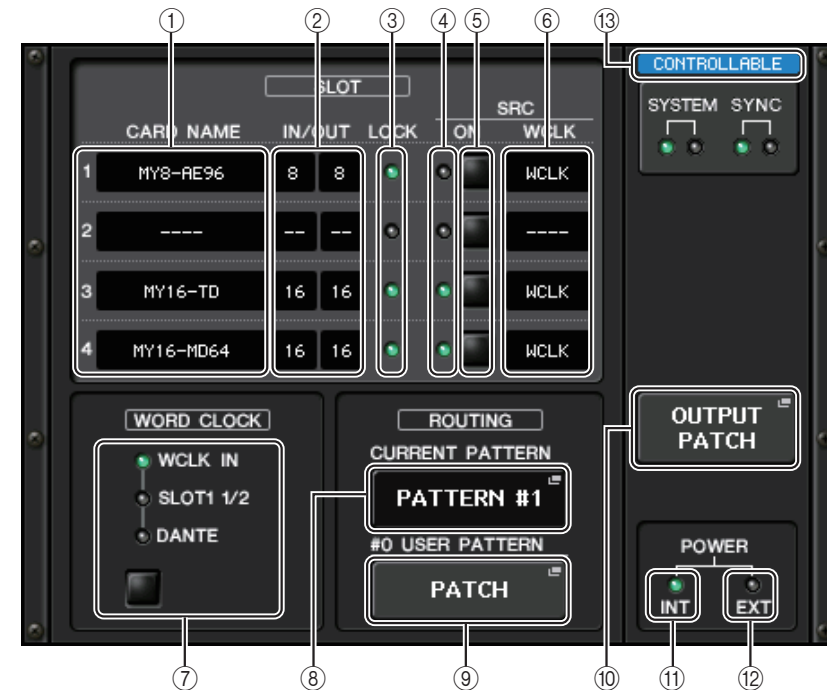 ① ② ③ ④ ⑤ ⑥ ⑬
CONTROLLABLE
SLOT
SYSTEM SYNC
SRC
CARD NAME IN/OUT LOCK ON WCLK
1 MY8-AE96 8 8 WCLK
2 ---- -- -- ----
3 MY16-TD 16 16 WCLK
4 MY16-MD64 16 16 WCLK
WORD CLOCK
WCLK IN
SLOT1 1/2
DANTE
ROUTING
CURRENT PATTERN
PATTERN #1
#0 USER PATTERN
PATCH
OUTPUT
PATCH
POWER
INT EXT
⑦ ⑧ ⑨ ⑩ ⑪ ⑫